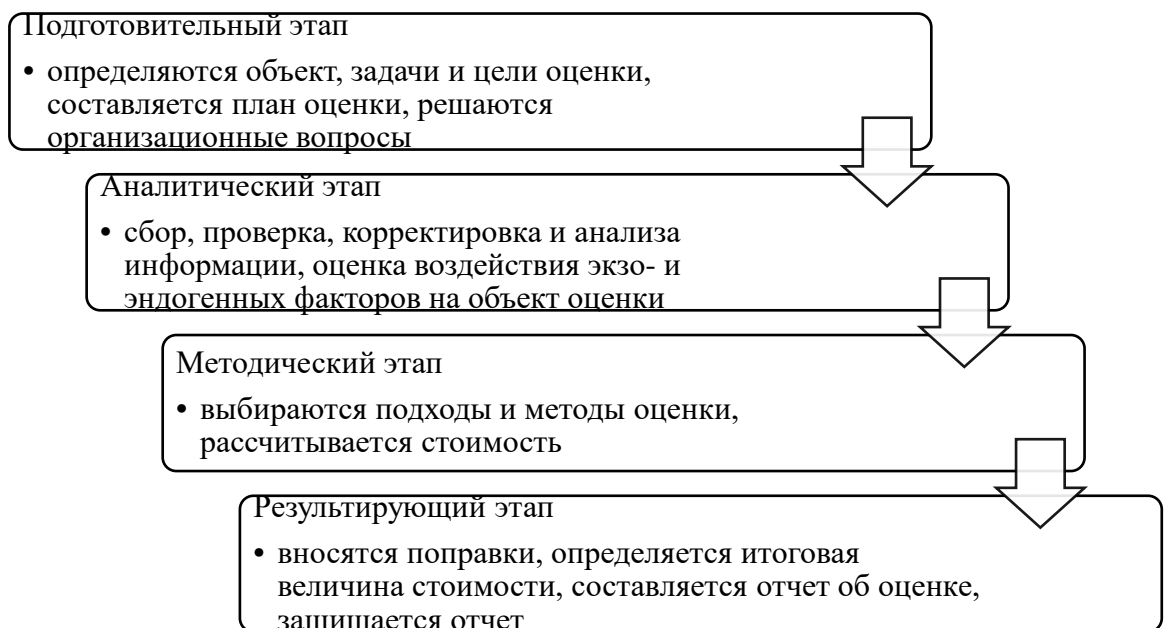 Подготовительный этап
• определяются объект, задачи и цели оценки,
составляется план оценки, решаются
организационные вопросы
Аналитический этап
• сбор, проверка, корректировка и анализа
информации, оценка воздействия экзо- и
эндогенных факторов на объект оценки
Методический этап
• выбираются подходы и методы оценки,
рассчитывается стоимость
Результирующий этап
• вносятся поправки, определяется итоговая
величина стоимости, составляется отчет об оценке,
защищается отчет